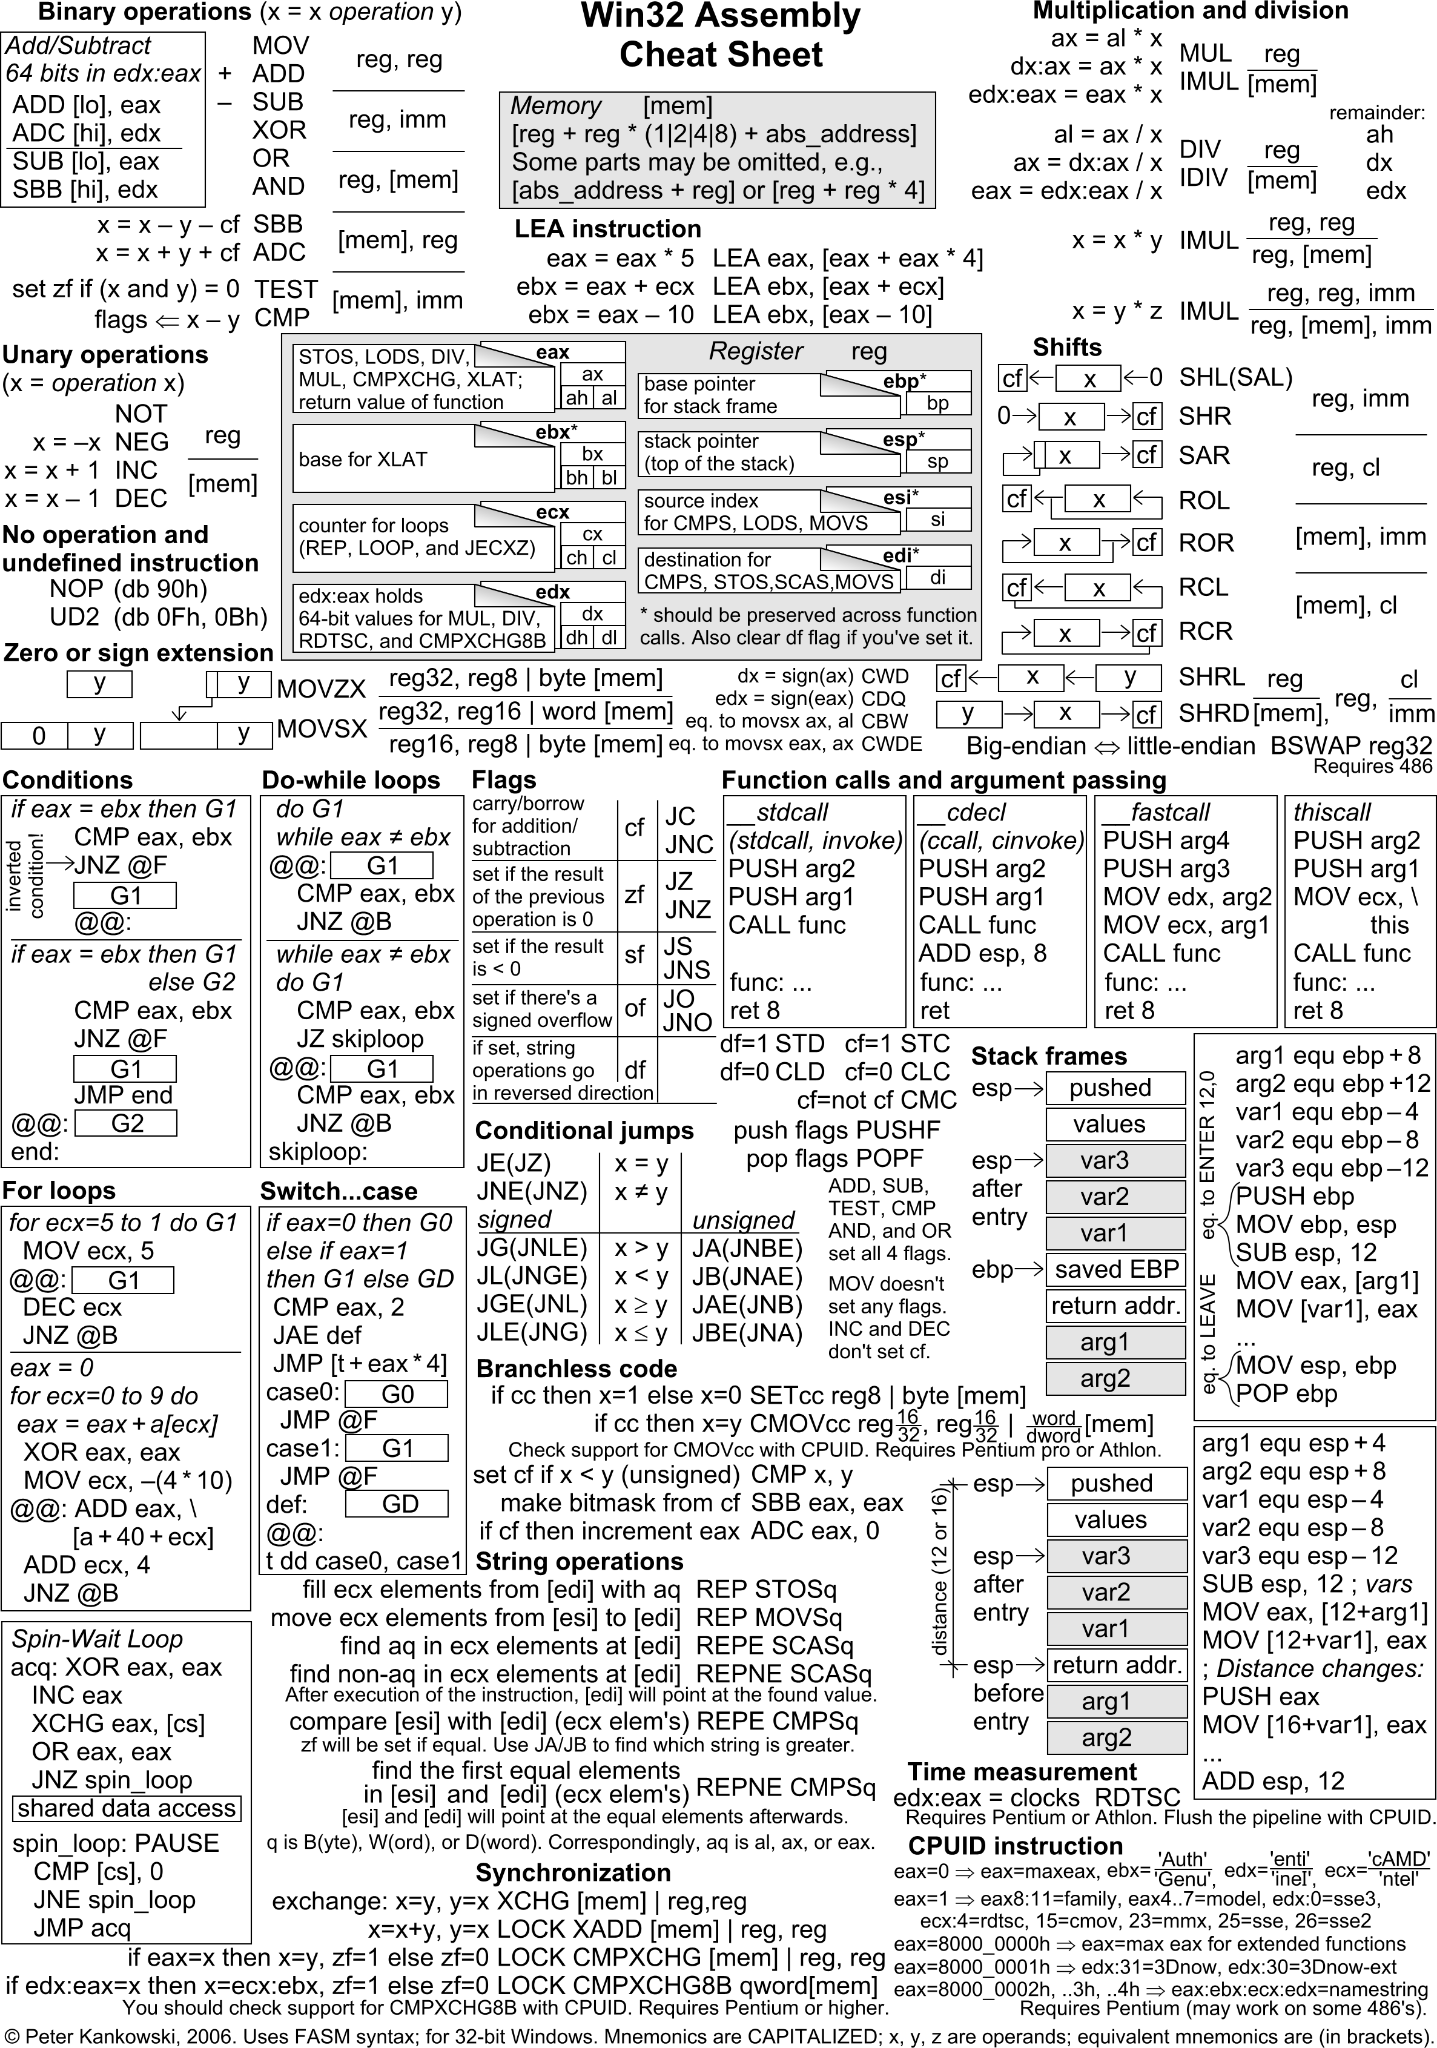 Win32 Assembly
Cheat Sheet
Binary operations (x = x operation y)
Add/Subtract
64 bits in edx:eax
ADD [lo], eax
ADC [hi], edx
SUB [lo], eax
SBB [hi], edx
MOV
+ ADD
– SUB
XOR
OR
AND
x = x – y – cf SBB
x = x + y + cf ADC
set zf if (x and y) = 0 TEST
flags ⇐ x – y CMP
reg, reg
reg, imm
reg, [mem]
[mem], reg
[mem], imm
Memory [mem]
[reg + reg * (1|2|4|8) + abs_address]
Some parts may be omitted, e.g.,
[abs_address + reg] or [reg + reg * 4]
LEA instruction
eax = eax * 5 LEA eax, [eax + eax * 4]
ebx = eax + ecx LEA ebx, [eax + ecx]
ebx = eax – 10 LEA ebx, [eax – 10]
Multiplication and division
ax = al * x
dx:ax = ax * x
edx:eax = eax * x
MUL
IMUL
reg
[mem]
remainder:
al = ax / x
ax = dx:ax / x
eax = edx:eax / x
DIV
IDIV
reg
[mem]
ah
dx
edx
x = x * y IMUL
reg, reg
reg, [mem]
x = y * z IMUL
reg, reg, imm
reg, [mem], imm
Unary operations
(x = operation x)
NOT
x = –x NEG
x = x + 1 INC
x = x – 1 DEC
reg
[mem]
No operation and
undefined instruction
NOP (db 90h)
UD2 (db 0Fh, 0Bh)
Register reg
STOS, LODS, DIV,
MUL, CMPXCHG, XLAT;
return value of function
eax
ax
ah al
base for XLAT
ebx*
bx
bh bl
counter for loops
(REP, LOOP, and JECXZ)
ecx
cx
ch cl
edx:eax holds
64-bit values for MUL, DIV,
RDTSC, and CMPXCHG8B
edx
dx
dh dl
base pointer
for stack frame
ebp*
bp
stack pointer
(top of the stack)
esp*
sp
source index
for CMPS, LODS, MOVS
esi*
si
destination for
CMPS, STOS,SCAS,MOVS
edi*
di
* should be preserved across function
calls. Also clear df flag if you've set it.
Shifts
cf x 0 SHL(SAL)
0 x cf SHR
x cf SAR
cf x ROL
x cf ROR
cf x RCL
x cf RCR
reg, imm
reg, cl
[mem], imm
[mem], cl
cf x y SHRL
y x cf SHRD
reg
[mem],
reg,
cl
imm
Big-endian ⇔ little-endian BSWAP reg32
Requires 486
Zero or sign extension
y y MOVZX
0 y y MOVSX
reg32, reg8 | byte [mem]
reg32, reg16 | word [mem]
reg16, reg8 | byte [mem]
dx = sign(ax) CWD
edx = sign(eax) CDQ
eq. to movsx ax, al CBW
eq. to movsx eax, ax CWDE
Conditions
if eax = ebx then G1
CMP eax, ebx
inverted
condition!
JNZ @F
G1
@@:
if eax = ebx then G1
else G2
CMP eax, ebx
JNZ @F
G1
JMP end
@@: G2
end:
Do-while loops
do G1
while eax ≠ ebx
@@: G1
CMP eax, ebx
JNZ @B
while eax ≠ ebx
do G1
CMP eax, ebx
JZ skiploop
@@: G1
CMP eax, ebx
JNZ @B
skiploop:
Flags
carry/borrow
for addition/
subtraction
cf
JC
JNC
set if the result
of the previous
operation is 0
zf
JZ
JNZ
set if the result
is < 0
sf
JS
JNS
set if there's a
signed overflow
of
JO
JNO
if set, string
operations go
in reversed direction
df
Function calls and argument passing
__stdcall
(stdcall, invoke)
PUSH arg2
PUSH arg1
CALL func
func: ...
ret 8
__cdecl
(ccall, cinvoke)
PUSH arg2
PUSH arg1
CALL func
ADD esp, 8
func: ...
ret
__fastcall
PUSH arg4
PUSH arg3
MOV edx, arg2
MOV ecx, arg1
CALL func
func: ...
ret 8
thiscall
PUSH arg2
PUSH arg1
MOV ecx, \
this
CALL func
func: ...
ret 8
df=1 STD cf=1 STC
df=0 CLD cf=0 CLC
cf=not cf CMC
push flags PUSHF
pop flags POPF
ADD, SUB,
TEST, CMP
AND, and OR
set all 4 flags.
MOV doesn't
set any flags.
INC and DEC
don't set cf.
Conditional jumps
JE(JZ) x = y
JNE(JNZ) x ≠ y
signed unsigned
JG(JNLE) x > y JA(JNBE)
JL(JNGE) x < y JB(JNAE)
JGE(JNL) x ≥ y JAE(JNB)
JLE(JNG) x ≤ y JBE(JNA)
Stack frames
esp pushed
values
esp var3
after var2
entry var1
ebp saved EBP
return addr.
arg1
arg2
arg1 equ ebp + 8
arg2 equ ebp +12
var1 equ ebp – 4
var2 equ ebp – 8
var3 equ ebp –12
eq. to ENTER 12,0
PUSH ebp
MOV ebp, esp
SUB esp, 12
MOV eax, [arg1]
MOV [var1], eax
...
eq. to LEAVE
MOV esp, ebp
POP ebp
For loops
for ecx=5 to 1 do G1
MOV ecx, 5
@@: G1
DEC ecx
JNZ @B
eax = 0
for ecx=0 to 9 do
eax = eax + a[ecx]
XOR eax, eax
MOV ecx, –(4 * 10)
@@: ADD eax, \
[a + 40 + ecx]
ADD ecx, 4
JNZ @B
Switch...case
if eax=0 then G0
else if eax=1
then G1 else GD
CMP eax, 2
JAE def
JMP [t + eax * 4]
case0: G0
JMP @F
case1: G1
JMP @F
def: GD
@@:
t dd case0, case1
Branchless code
if cc then x=1 else x=0 SETcc reg8 | byte [mem]
if cc then x=y CMOVcc reg16/32, reg16/32 | word/dword [mem]
Check support for CMOVcc with CPUID. Requires Pentium pro or Athlon.
set cf if x < y (unsigned) CMP x, y
make bitmask from cf SBB eax, eax
if cf then increment eax ADC eax, 0
distance (12 or 16)
esp pushed
values
esp var3
after var2
entry var1
esp return addr.
before arg1
entry arg2
arg1 equ esp + 4
arg2 equ esp + 8
var1 equ esp – 4
var2 equ esp – 8
var3 equ esp – 12
SUB esp, 12 ; vars
MOV eax, [12+arg1]
MOV [12+var1], eax
; Distance changes:
PUSH eax
MOV [16+var1], eax
...
ADD esp, 12
String operations
fill ecx elements from [edi] with aq REP STOSq
move ecx elements from [esi] to [edi] REP MOVSq
find aq in ecx elements at [edi] REPE SCASq
find non-aq in ecx elements at [edi] REPNE SCASq
After execution of the instruction, [edi] will point at the found value.
compare [esi] with [edi] (ecx elem's) REPE CMPSq
zf will be set if equal. Use JA/JB to find which string is greater.
find the first equal elements
in [esi] and [edi] (ecx elem's) REPNE CMPSq
[esi] and [edi] will point at the equal elements afterwards.
q is B(yte), W(ord), or D(word). Correspondingly, aq is al, ax, or eax.
Spin-Wait Loop
acq: XOR eax, eax
INC eax
XCHG eax, [cs]
OR eax, eax
JNZ spin_loop
shared data access
spin_loop: PAUSE
CMP [cs], 0
JNE spin_loop
JMP acq
Synchronization
exchange: x=y, y=x XCHG [mem] | reg,reg
x=x+y, y=x LOCK XADD [mem] | reg, reg
if eax=x then x=y, zf=1 else zf=0 LOCK CMPXCHG [mem] | reg, reg
if edx:eax=x then x=ecx:ebx, zf=1 else zf=0 LOCK CMPXCHG8B qword[mem]
You should check support for CMPXCHG8B with CPUID. Requires Pentium or higher.
Time measurement
edx:eax = clocks RDTSC
Requires Pentium or Athlon. Flush the pipeline with CPUID.
CPUID instruction
eax=0 ⇒ eax=maxeax, ebx='Auth'/'Genu', edx='enti'/'ineI', ecx='cAMD'/'ntel'
eax=1 ⇒ eax8:11=family, eax4..7=model, edx:0=sse3,
ecx:4=rdtsc, 15=cmov, 23=mmx, 25=sse, 26=sse2
eax=8000_0000h ⇒ eax=max eax for extended functions
eax=8000_0001h ⇒ edx:31=3Dnow, edx:30=3Dnow-ext
eax=8000_0002h, ..3h, ..4h ⇒ eax:ebx:ecx:edx=namestring
Requires Pentium (may work on some 486's).
© Peter Kankowski, 2006. Uses FASM syntax; for 32-bit Windows. Mnemonics are CAPITALIZED; x, y, z are operands; equivalent mnemonics are (in brackets).